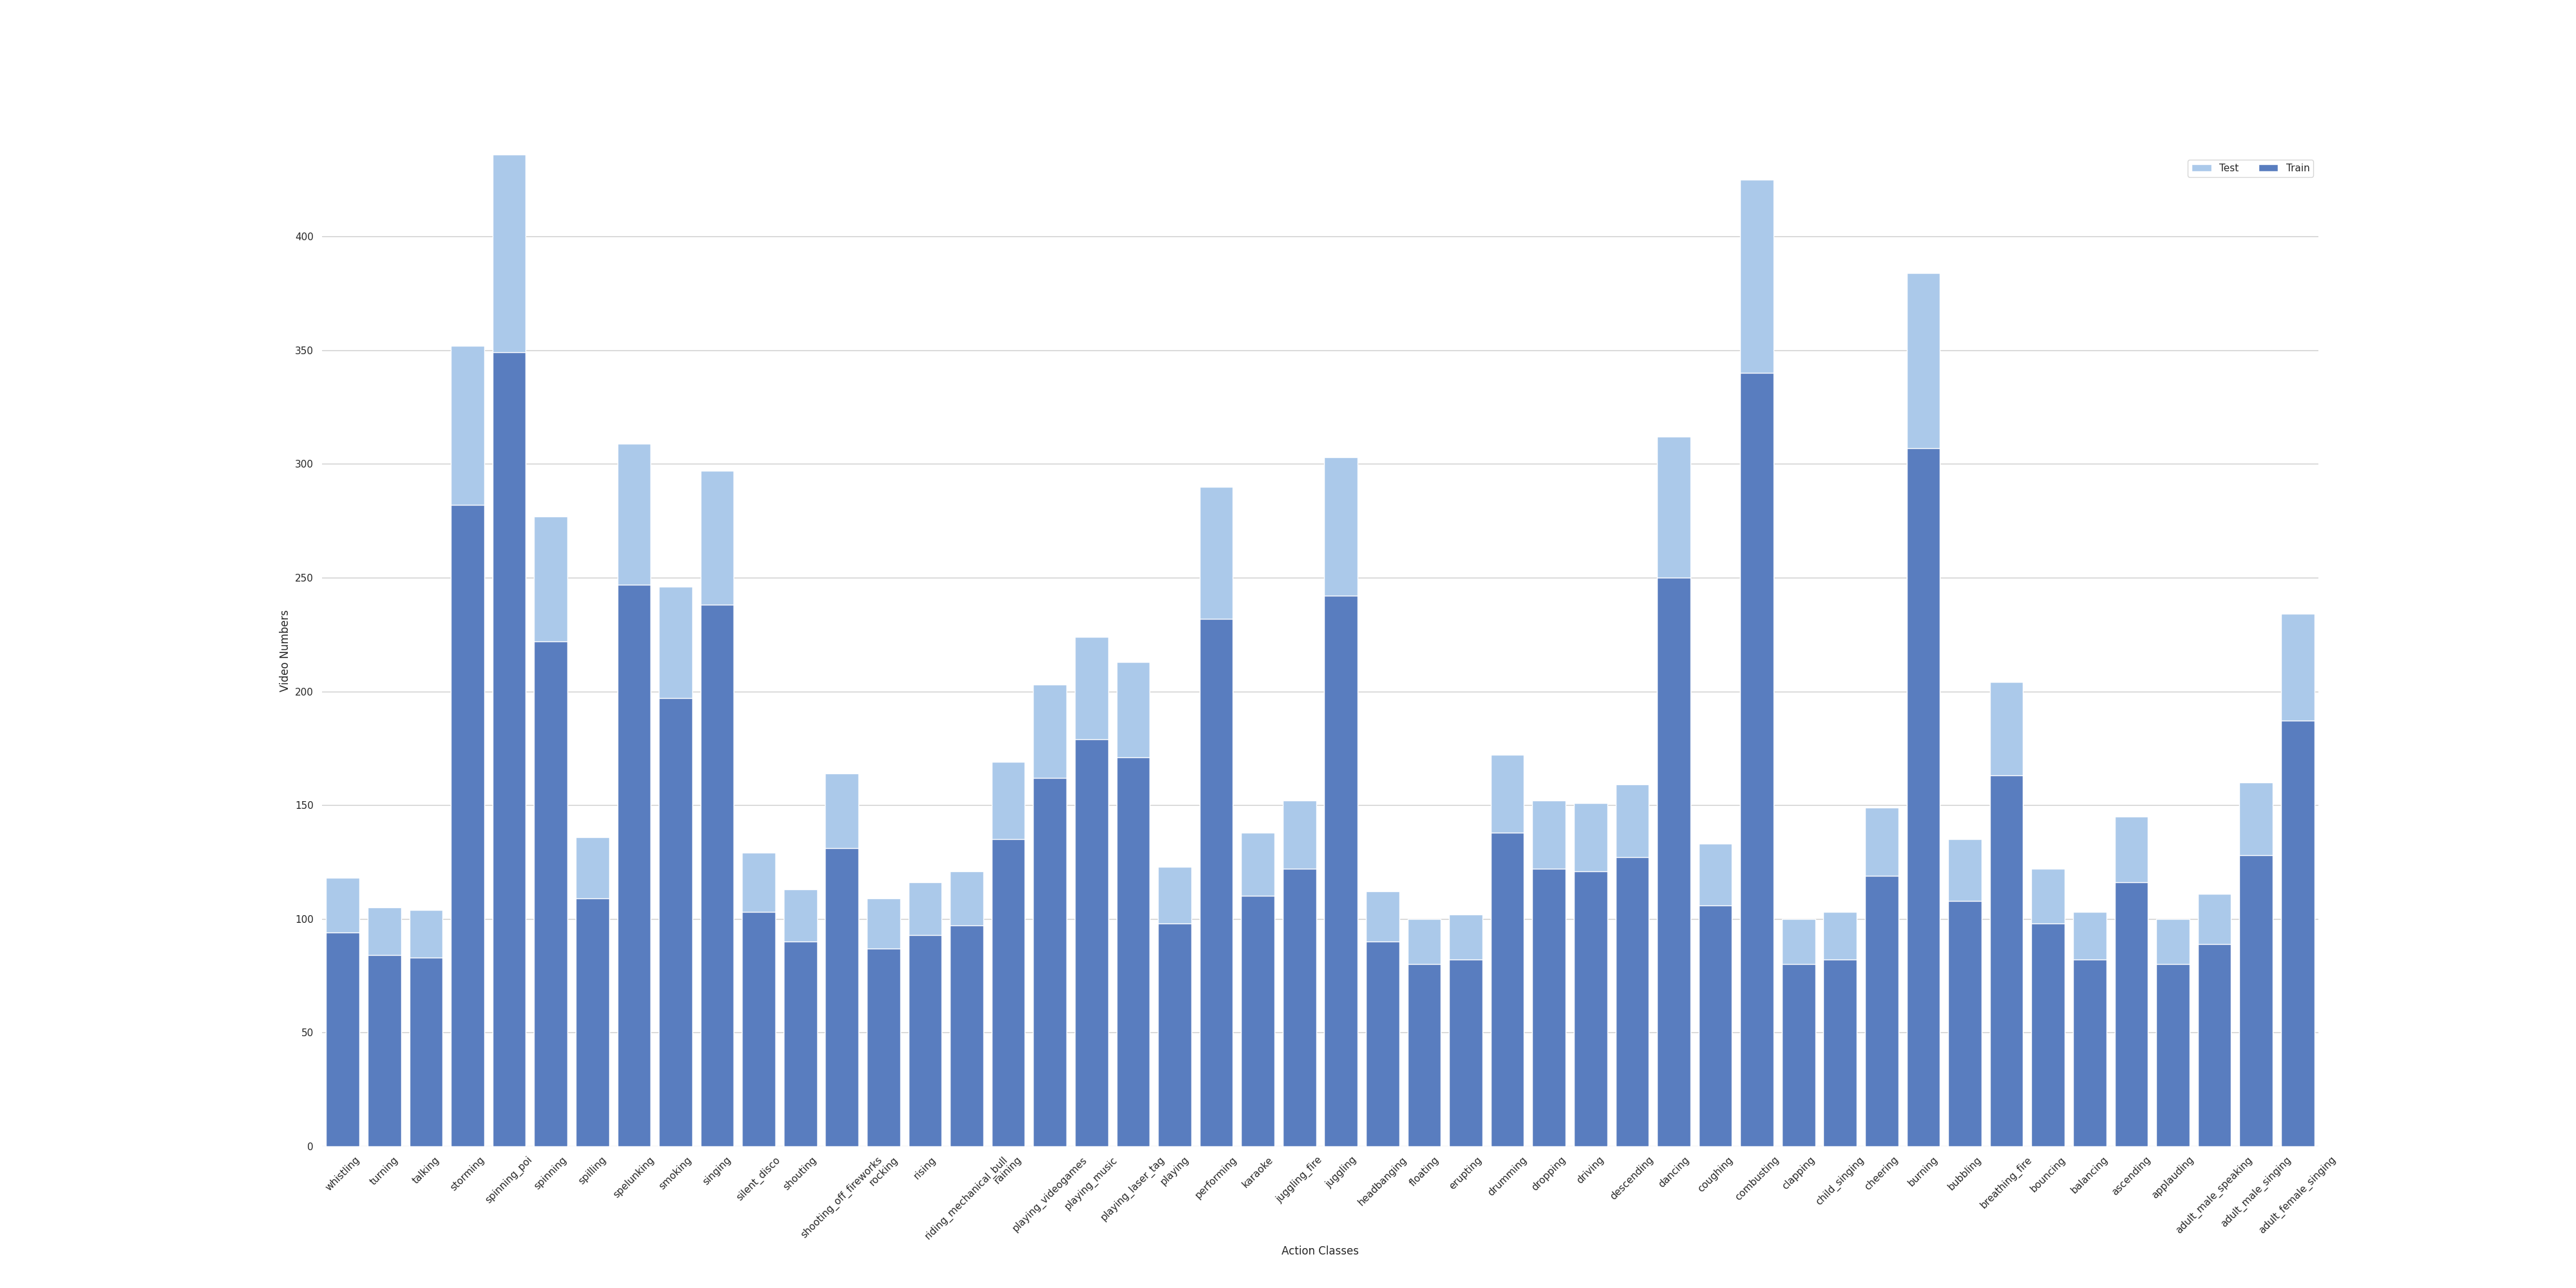 Test Train
400
350
300
250
200
150
100
50
0
Video Numbers
whistling
turning
talking
storming
spinning_poi
spinning
spilling
spelunking
smoking
singing
silent_disco
shouting
shooting_off_fireworks
rocking
rising
riding_mechanical bull
raining
playing_videogames
playing_music
playing_laser_tag
playing
performing
karaoke
juggling_fire
juggling
headbanging
floating
erupting
drumming
dropping
driving
descending
dancing
coughing
combusting
clapping
child_singing
cheering
burning
bubbling
breathing_fire
bouncing
balancing
ascending
applauding
adult_male_speaking
adult_male_singing
adult_female_singing
Action Classes